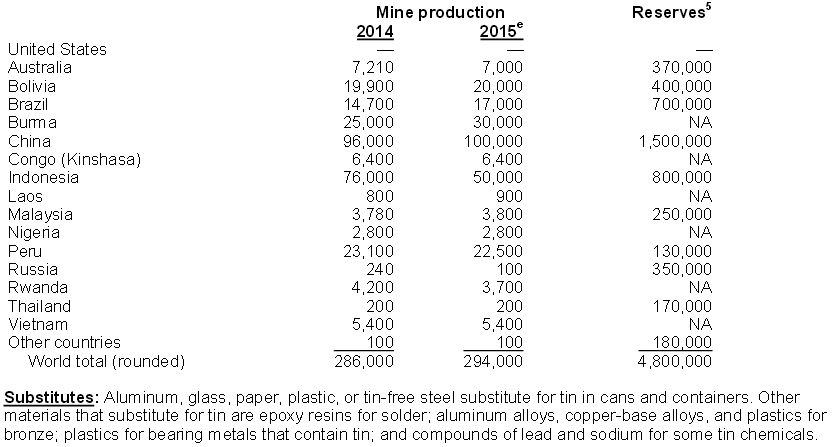 Mine production Reserves5
2014 2015e
United States — — —
Australia 7,210 7,000 370,000
Bolivia 19,900 20,000 400,000
Brazil 14,700 17,000 700,000
Burma 25,000 30,000 NA
China 96,000 100,000 1,500,000
Congo (Kinshasa) 6,400 6,400 NA
Indonesia 76,000 50,000 800,000
Laos 800 900 NA
Malaysia 3,780 3,800 250,000
Nigeria 2,800 2,800 NA
Peru 23,100 22,500 130,000
Russia 240 100 350,000
Rwanda 4,200 3,700 NA
Thailand 200 200 170,000
Vietnam 5,400 5,400 NA
Other countries 100 100 180,000
World total (rounded) 286,000 294,000 4,800,000
Substitutes: Aluminum, glass, paper, plastic, or tin-free steel substitute for tin in cans and containers. Other
materials that substitute for tin are epoxy resins for solder; aluminum alloys, copper-base alloys, and plastics for
bronze; plastics for bearing metals that contain tin; and compounds of lead and sodium for some tin chemicals.